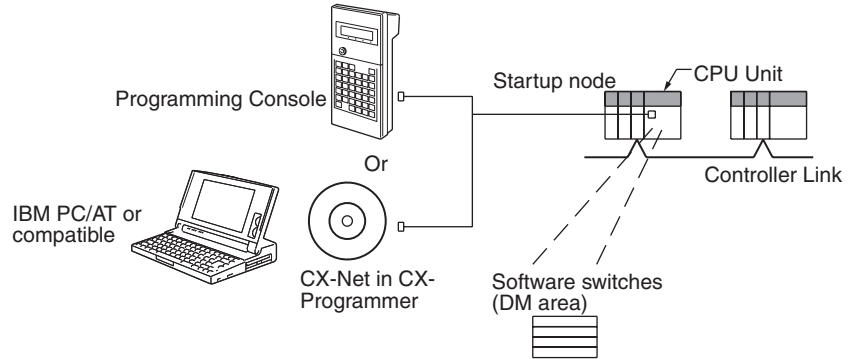 Startup node
CPU Unit
Programming Console
Or
Controller Link
IBM PC/AT or
compatible
CX-Net in CX-
Programmer
Software switches
(DM area)